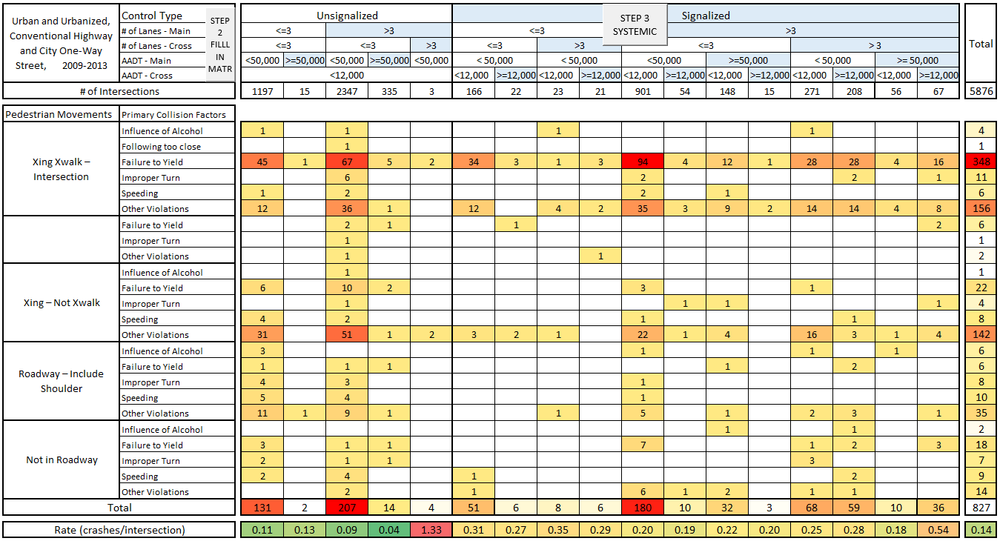 Urban and Urbanized, Conventional Highway and City One-Way Street, 2009-2013
Control Type Unsignalized Signalized Total
STEP 2 FILLL IN MATR
STEP 3 SYSTEMIC
# of Lanes - Main <=3 >3 <=3 >3
# of Lanes - Cross <=3 <=3 >3 <=3 >3 <=3 > 3
AADT - Main <50,000 >=50,000 <50,000 >=50,000 <50,000 < 50,000 < 50,000 <50,000 >=50,000 < 50,000 >= 50,000
AADT - Cross <12,000 <12,000 >=12,000 <12,000 >=12,000 <12,000 >=12,000 <12,000 >=12,000 <12,000 >=12,000 <12,000 >=12,000
# of Intersections 1197 15 2347 335 3 166 22 23 21 901 54 148 15 271 208 56 67 5876
Pedestrian Movements Primary Collision Factors
Xing Xwalk – Intersection
Influence of Alcohol 1 1 1 1 4
Following too close 1 1
Failure to Yield 45 1 67 5 2 34 3 1 3 94 4 12 1 28 28 4 16 348
Improper Turn 6 2 2 1 11
Speeding 1 2 2 1 6
Other Violations 12 36 1 12 4 2 35 3 9 2 14 14 4 8 156
Failure to Yield 2 1 1 2 6
Improper Turn 1 1
Other Violations 1 1 2
Xing – Not Xwalk
Influence of Alcohol 1 1
Failure to Yield 6 10 2 3 1 22
Improper Turn 1 1 1 1 4
Speeding 4 2 1 1 8
Other Violations 31 51 1 2 3 2 1 22 1 4 16 3 1 4 142
Roadway – Include Shoulder
Influence of Alcohol 3 1 1 1 6
Failure to Yield 1 1 1 1 2 6
Improper Turn 4 3 1 8
Speeding 5 4 1 10
Other Violations 11 1 9 1 1 5 1 2 3 1 35
Not in Roadway
Influence of Alcohol 1 1 2
Failure to Yield 3 1 1 7 1 2 3 18
Improper Turn 2 1 1 3 7
Speeding 2 4 1 2 9
Other Violations 2 1 6 1 2 1 1 14
Total 131 2 207 14 4 51 6 8 6 180 10 32 3 68 59 10 36 827
Rate (crashes/intersection) 0.11 0.13 0.09 0.04 1.33 0.31 0.27 0.35 0.29 0.20 0.19 0.22 0.20 0.25 0.28 0.18 0.54 0.14